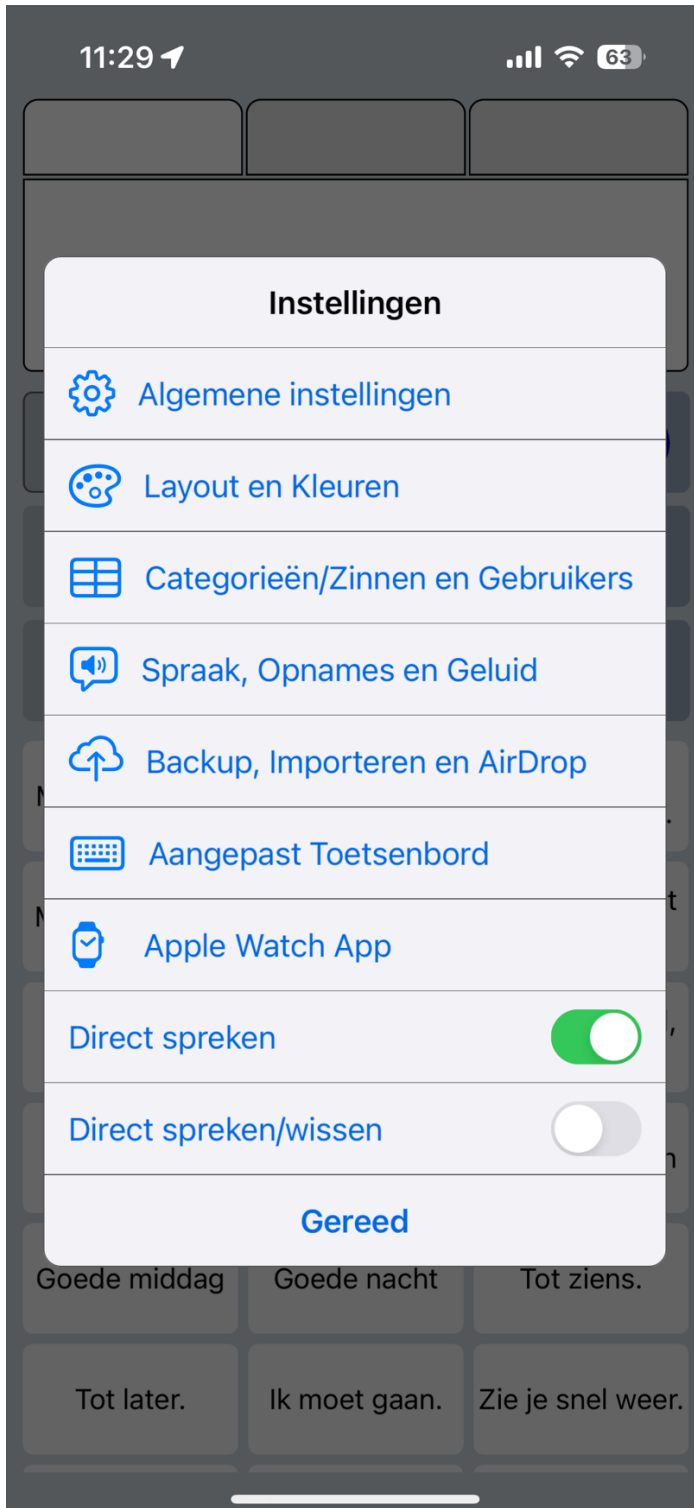 11:29
63
Instellingen
Algemene instellingen
Layout en Kleuren
Categorieën/Zinnen en Gebruikers
Spraak, Opnames en Geluid
Backup, Importeren en AirDrop
Aangepast Toetsenbord
Apple Watch App
Direct spreken
Direct spreken/wissen
Gereed
Goede middag Goede nacht Tot ziens.
Tot later. Ik moet gaan. Zie je snel weer.